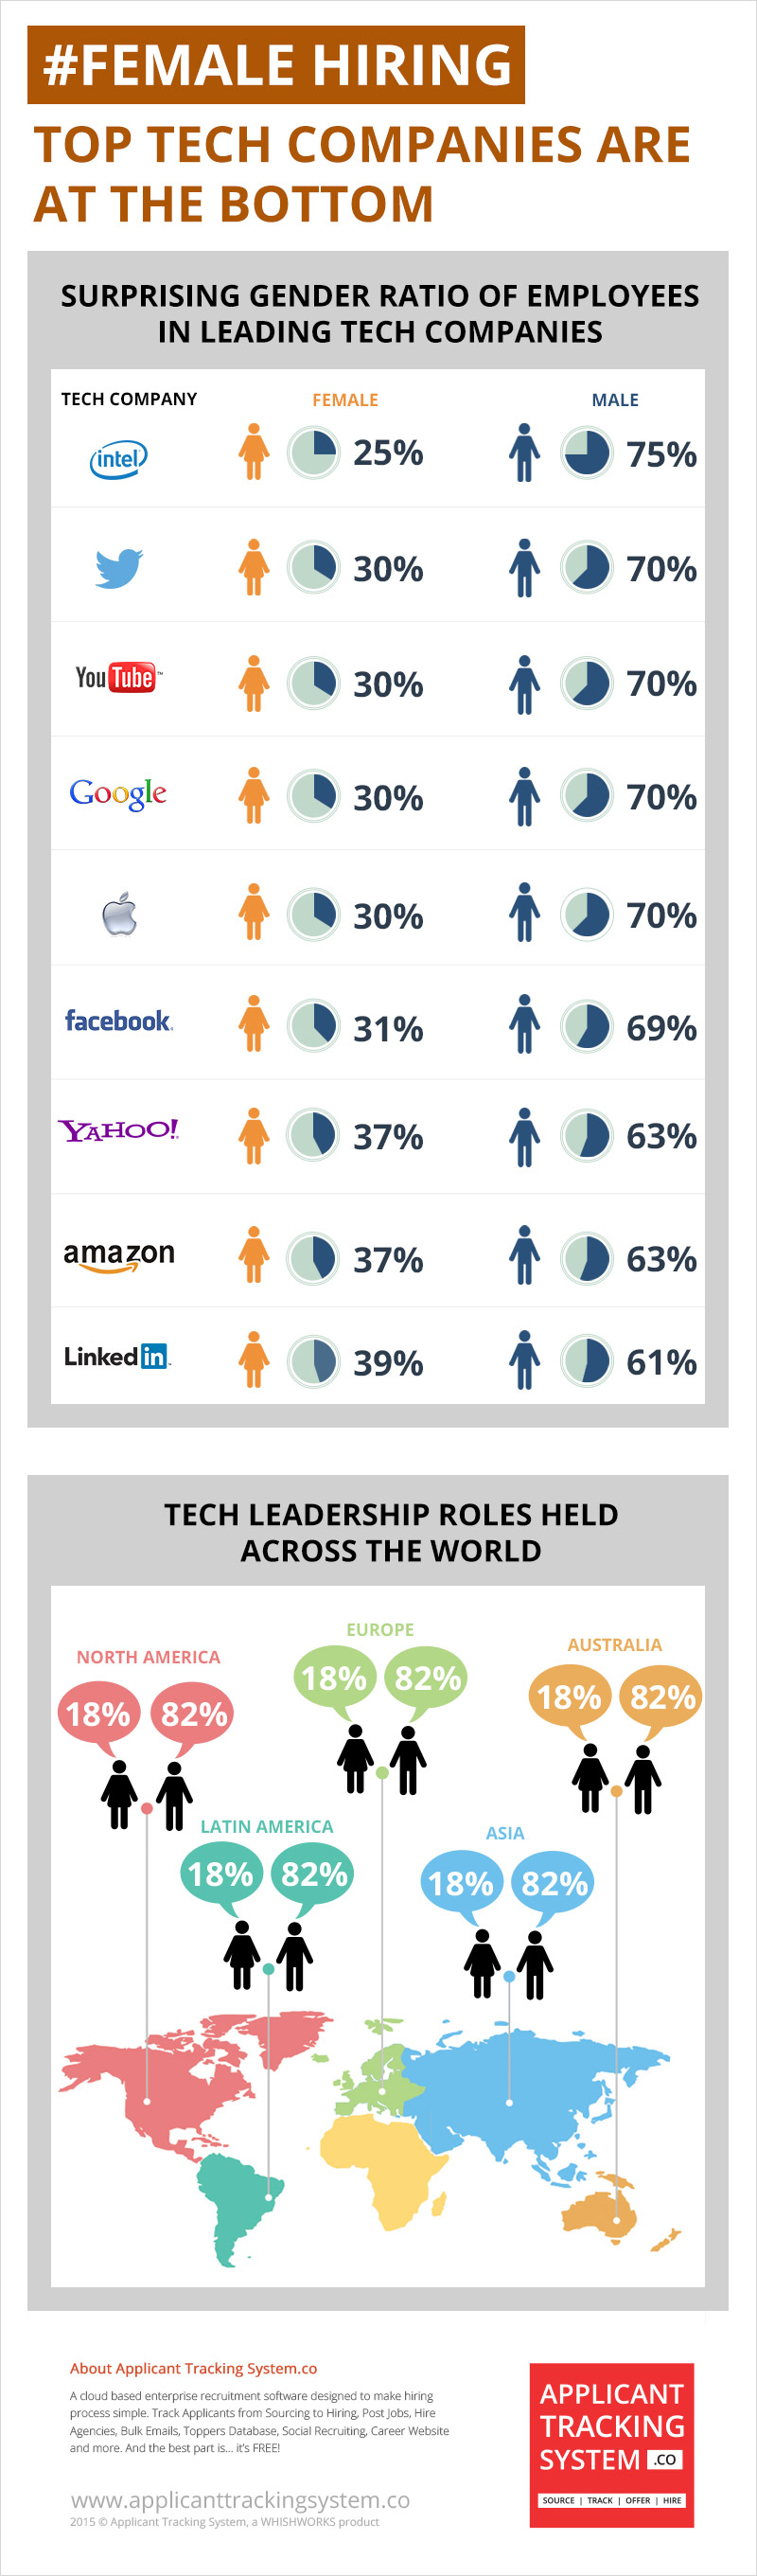 #FEMALE HIRING
TOP TECH COMPANIES ARE
AT THE BOTTOM
SURPRISING GENDER RATIO OF EMPLOYEES
IN LEADING TECH COMPANIES
TECH COMPANY FEMALE MALE
intel 25% 75%
30% 70%
YouTube™ 30% 70%
Google 30% 70%
30% 70%
facebook. 31% 69%
YAHOO! 37% 63%
amazon 37% 63%
Linked in 39% 61%
TECH LEADERSHIP ROLES HELD
ACROSS THE WORLD
NORTH AMERICA
18% 82%
EUROPE
18% 82%
AUSTRALIA
18% 82%
LATIN AMERICA
18% 82%
ASIA
18% 82%
About Applicant Tracking System.co
A cloud based enterprise recruitment software designed to make hiring
process simple. Track Applicants from Sourcing to Hiring, Post Jobs, Hire
Agencies, Bulk Emails, Toppers Database, Social Recruiting, Career Website
and more. And the best part is... it's FREE!
www.applicanttrackingsystem.co
2015 © Applicant Tracking System, a WHISHWORKS product
APPLICANT
TRACKING
SYSTEM .CO
SOURCE | TRACK | OFFER | HIRE